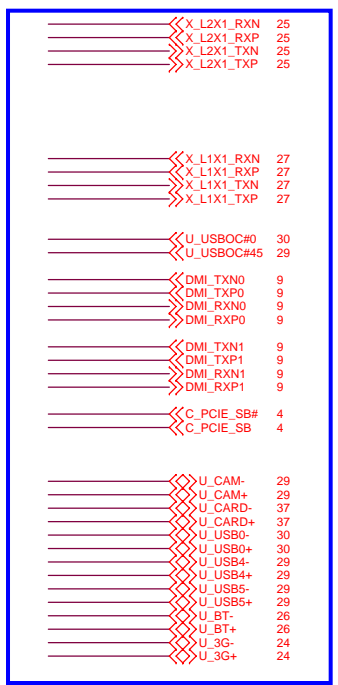 X_L2X1_RXN 25
X_L2X1_RXP 25
X_L2X1_TXN 25
X_L2X1_TXP 25
X_L1X1_RXN 27
X_L1X1_RXP 27
X_L1X1_TXN 27
X_L1X1_TXP 27
U_USBOC#0 30
U_USBOC#45 29
DMI_TXN0 9
DMI_TXP0 9
DMI_RXN0 9
DMI_RXP0 9
DMI_TXN1 9
DMI_TXP1 9
DMI_RXN1 9
DMI_RXP1 9
C_PCIE_SB# 4
C_PCIE_SB 4
U_CAM- 29
U_CAM+ 29
U_CARD- 37
U_CARD+ 37
U_USB0- 30
U_USB0+ 30
U_USB4- 29
U_USB4+ 29
U_USB5- 29
U_USB5+ 29
U_BT- 26
U_BT+ 26
U_3G- 24
U_3G+ 24